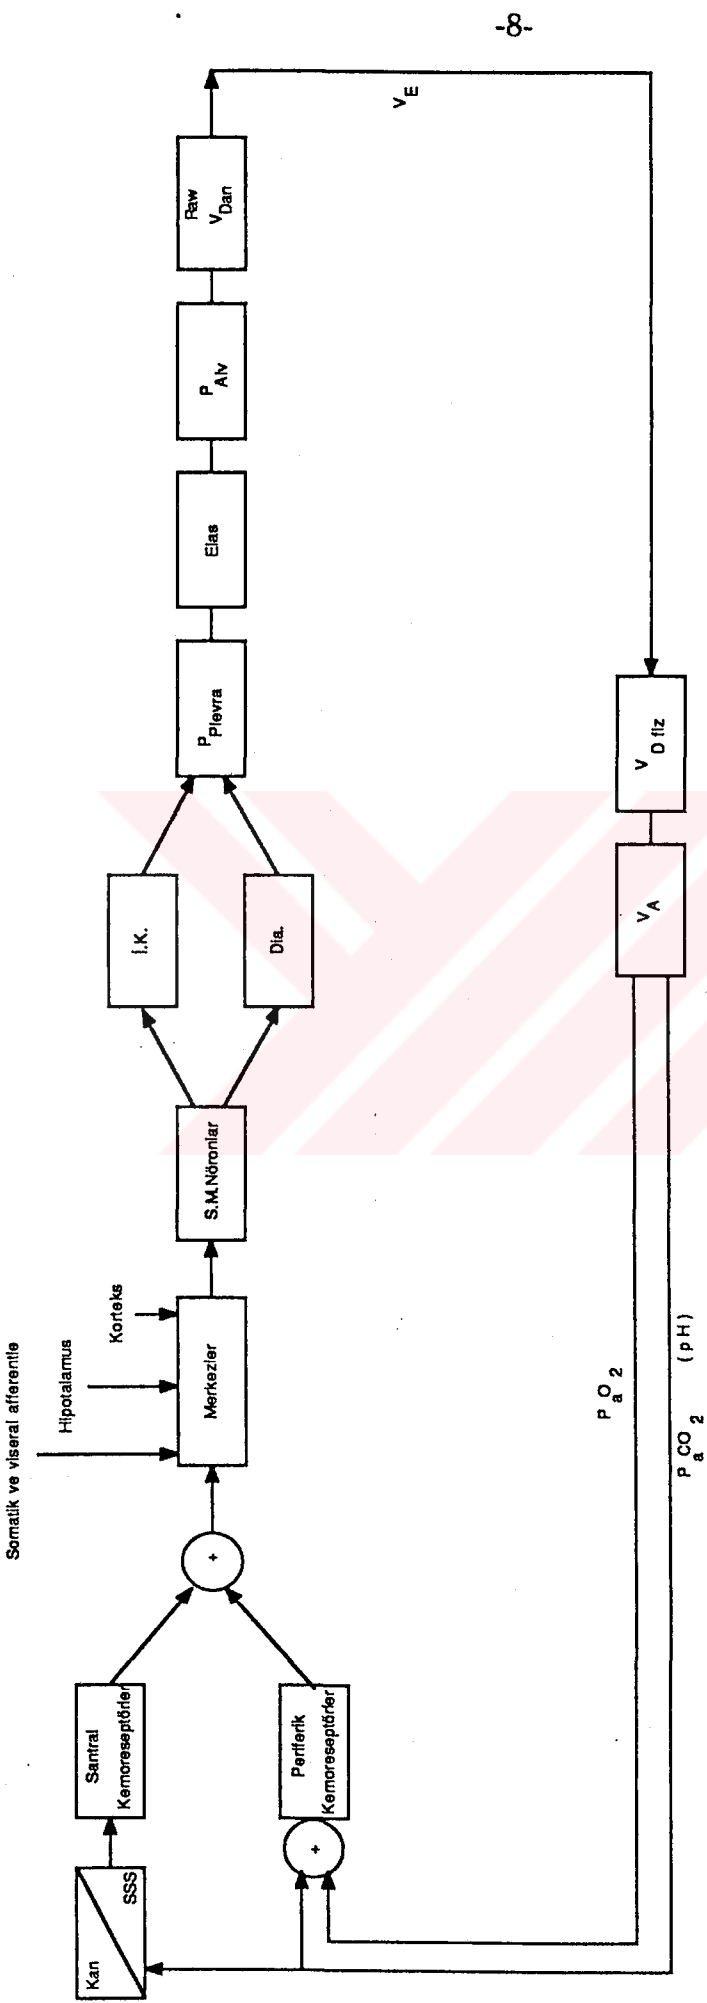 -8-
Somatik ve viseral afferentle
Hipotalamus
Korteks
Kan
SSS
Santral
Kemoreseptörler
Periferik
Kemoreseptörler
+
+
Merkezler
S.M.Nöronlar
İ.K.
Dia.
P Plevra
Elas
P Alv
Raw
V Dan
V E
V D fiz
V A
P a O 2
P a CO 2 (pH)